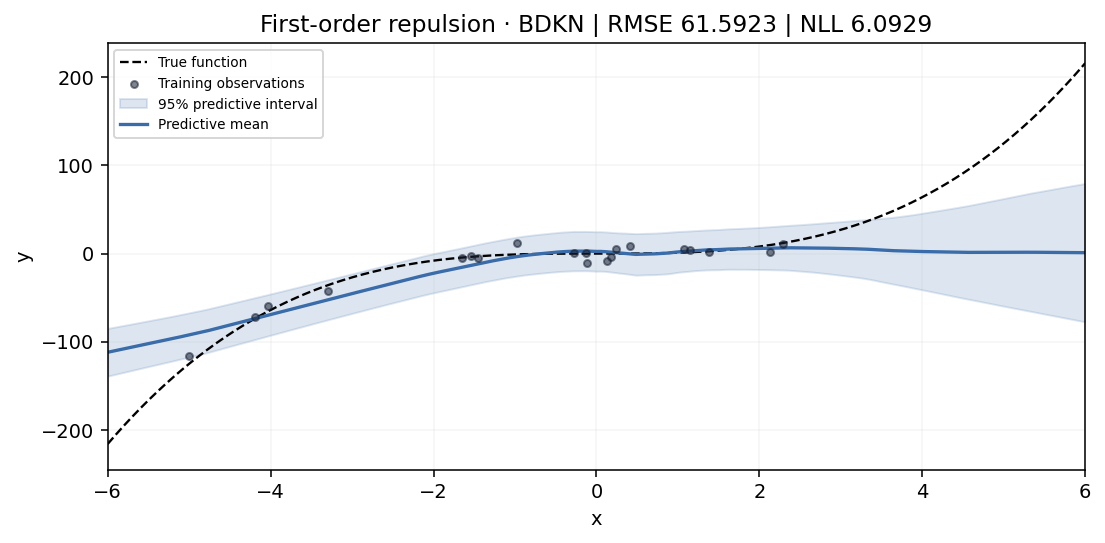 First-order repulsion · BDKN | RMSE 61.5923 | NLL 6.0929
True function
Training observations
95% predictive interval
Predictive mean
200
100
0
−100
−200
y
−6
−4
−2
0
2
4
6
x